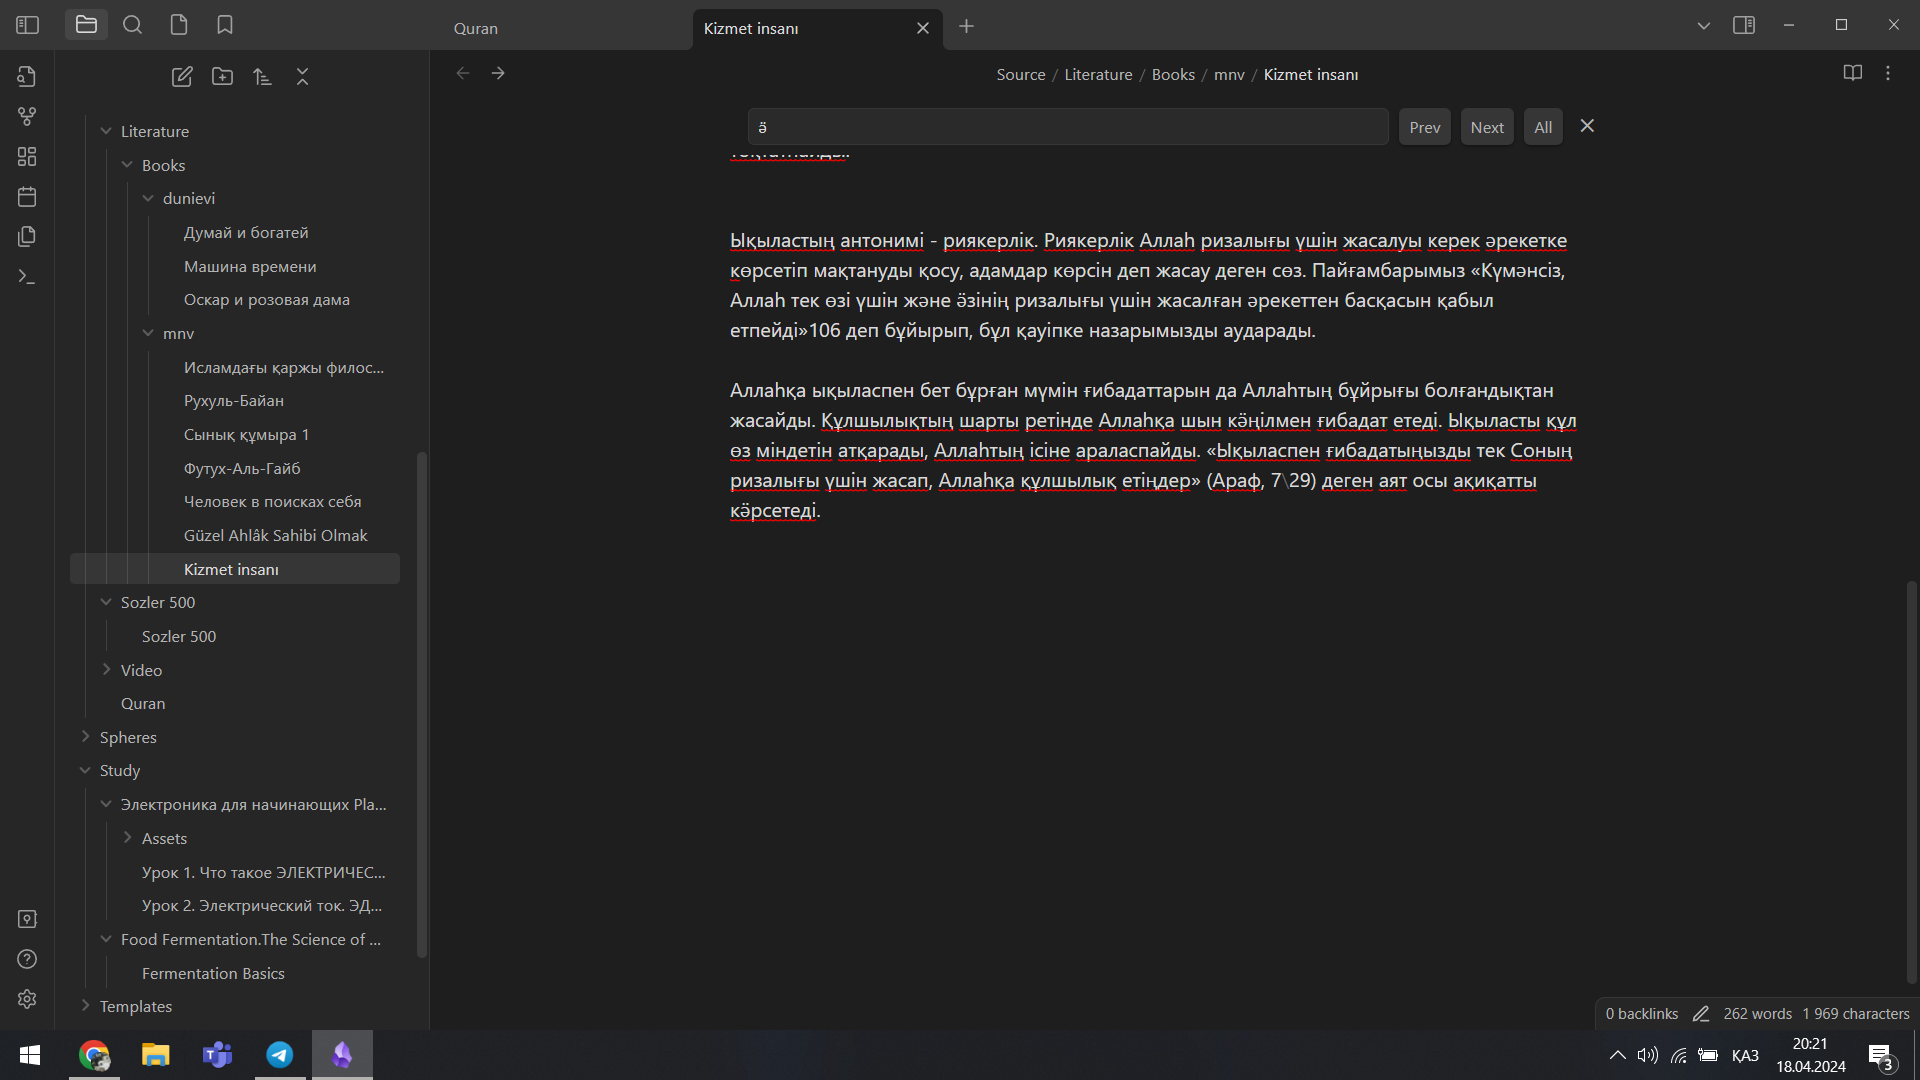 Quran
Kizmet insanı
Source / Literature / Books / mnv / Kizmet insanı
Literature
Books
dunievi
Думай и богатей
Машина времени
Оскар и розовая дама
mnv
Исламдағы қаржы филос...
Рухуль-Байан
Сынық құмыра 1
Футух-Аль-Гайб
Человек в поисках себя
Güzel Ahlâk Sahibi Olmak
Kizmet insanı
Sozler 500
Sozler 500
Video
Quran
Spheres
Study
Электроника для начинающих Pla...
Assets
Урок 1. Что такое ЭЛЕКТРИЧЕС...
Урок 2. Электрический ток. ЭД...
Food Fermentation.The Science of ...
Fermentation Basics
Templates
ӛ
Prev
Next
All
Ықыластың антонимі - риякерлік. Риякерлік Аллаһ ризалығы үшін жасалуы керек әрекетке
көрсетіп мақтануды қосу, адамдар көрсін деп жасау деген сөз. Пайғамбарымыз «Күмәнсіз,
Аллаһ тек өзі үшін және ӛзінің ризалығы үшін жасалған әрекеттен басқасын қабыл
етпейді»106 деп бұйырып, бұл қауіпке назарымызды аударады.
Аллаһқа ықыласпен бет бұрған мүмін ғибадаттарын да Аллаһтың бұйрығы болғандықтан
жасайды. Құлшылықтың шарты ретінде Аллаһқа шын кӛңілмен ғибадат етеді. Ықыласты құл
өз міндетін атқарады, Аллаһтың ісіне араласпайды. «Ықыласпен ғибадатыңызды тек Соның
ризалығы үшін жасап, Аллаһқа құлшылық етіңдер» (Араф, 7\29) деген аят осы ақиқатты
кӛрсетеді.
0 backlinks 262 words 1 969 characters
ҚАЗ
20:21
18.04.2024
3